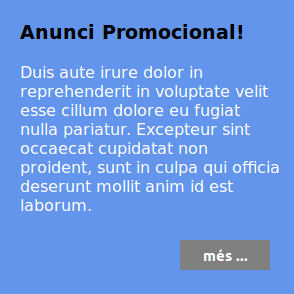 Anunci Promocional!
Duis aute irure dolor in
reprehenderit in voluptate velit
esse cillum dolore eu fugiat
nulla pariatur. Excepteur sint
occaecat cupidatat non
proident, sunt in culpa qui officia
deserunt mollit anim id est
laborum.
més ...